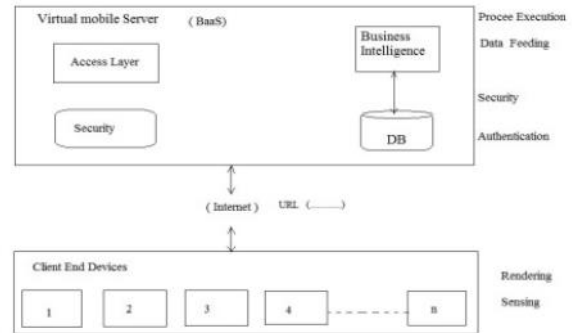 Virtual mobile Server ( BaaS)
Procee Execution
Business
Intelligence
Data Feeding
Access Layer
Security
Security
DB
Authentication
( Internet ) URL (..........)
Client End Devices
Rendering
1 2 3 4 n
Sensing